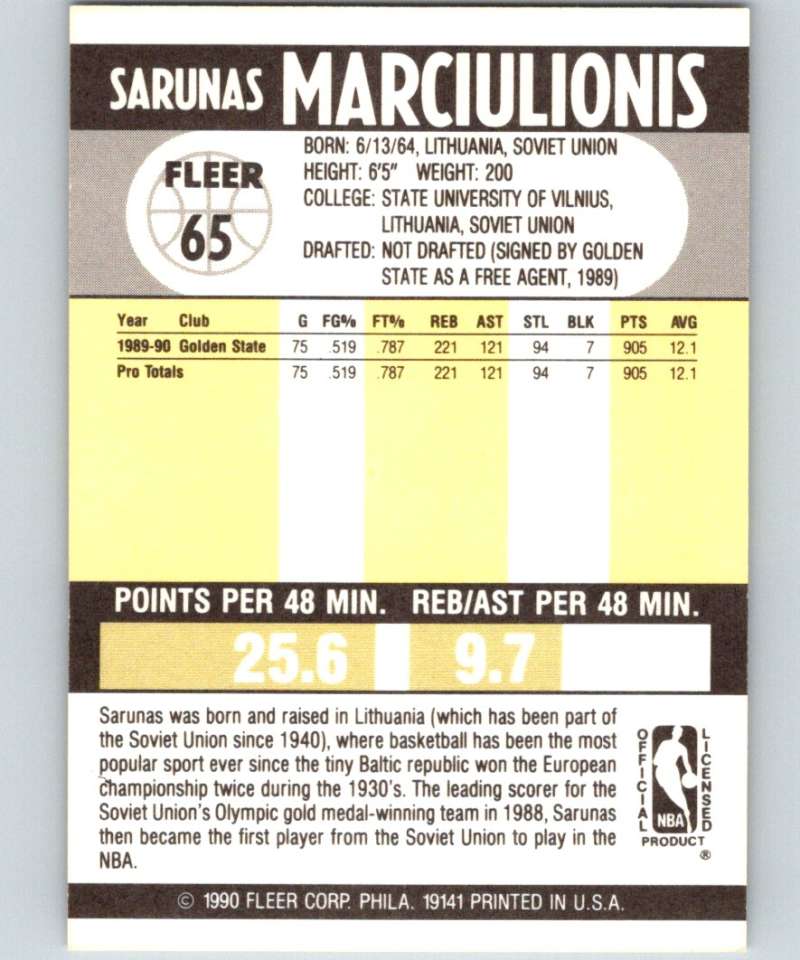 SARUNAS MARCIULIONIS
FLEER
65
BORN: 6/13/64, LITHUANIA, SOVIET UNION
HEIGHT: 6'5" WEIGHT: 200
COLLEGE: STATE UNIVERSITY OF VILNIUS,
LITHUANIA, SOVIET UNION
DRAFTED: NOT DRAFTED (SIGNED BY GOLDEN
STATE AS A FREE AGENT, 1989)
Year Club G FG% FT% REB AST STL BLK PTS AVG
1989-90 Golden State 75 .519 .787 221 121 94 7 905 12.1
Pro Totals 75 .519 .787 221 121 94 7 905 12.1
POINTS PER 48 MIN. REB/AST PER 48 MIN.
25.6 9.7
Sarunas was born and raised in Lithuania (which has been part of
the Soviet Union since 1940), where basketball has been the most
popular sport ever since the tiny Baltic republic won the European
championship twice during the 1930's. The leading scorer for the
Soviet Union's Olympic gold medal-winning team in 1988, Sarunas
then became the first player from the Soviet Union to play in the
NBA.
OFFICIAL
LICENSED
NBA
PRODUCT
®
© 1990 FLEER CORP. PHILA. 19141 PRINTED IN U.S.A.